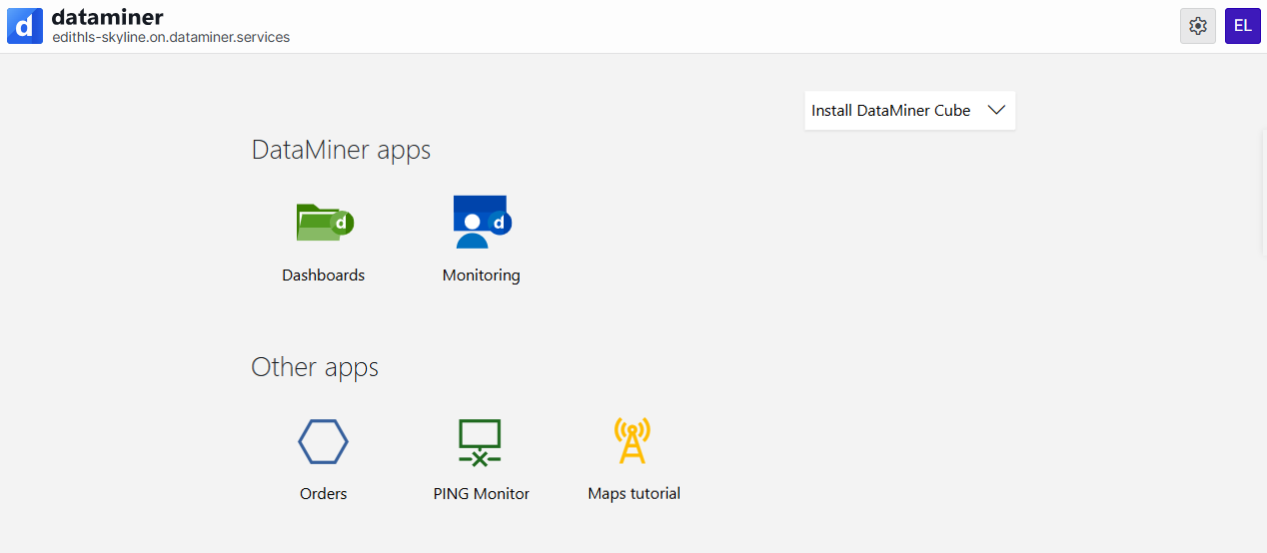 d dataminer
edithls-skyline.on.dataminer.services
EL
Install DataMiner Cube
DataMiner apps
d
d
Dashboards
Monitoring
Other apps
Orders
PING Monitor
Maps tutorial